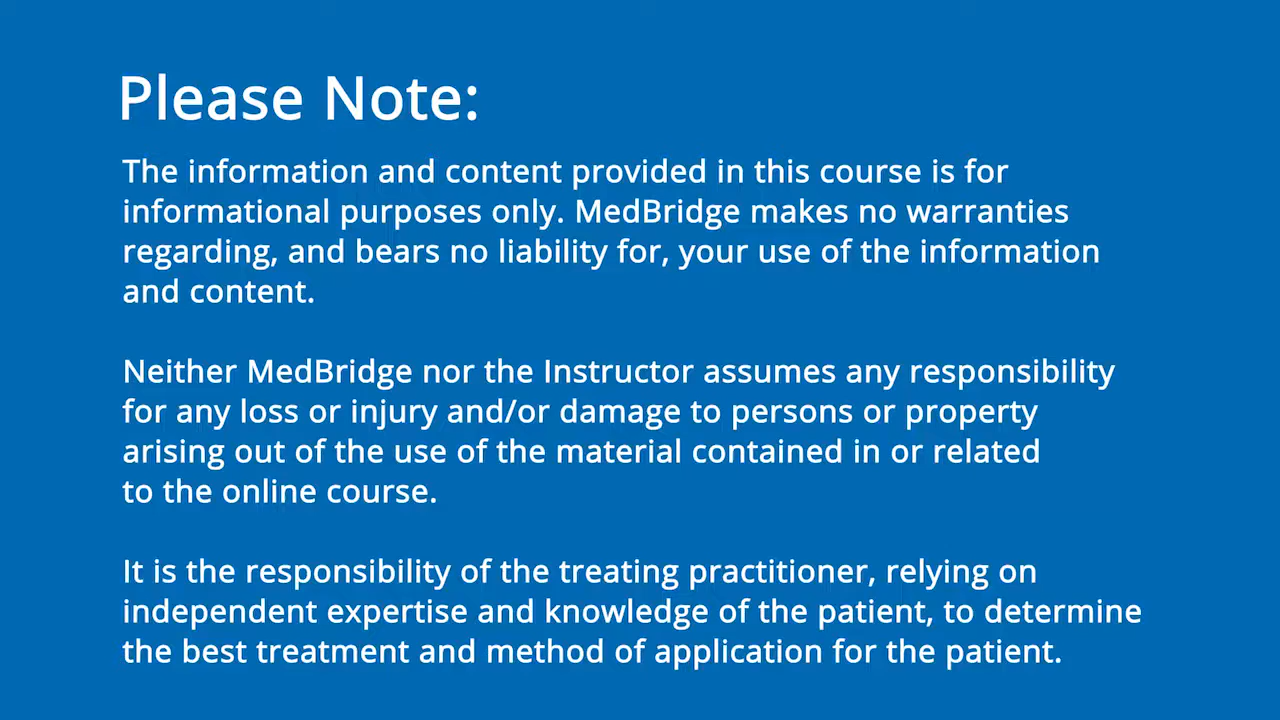 Please Note:
The information and content provided in this course is for
informational purposes only. MedBridge makes no warranties
regarding, and bears no liability for, your use of the information
and content.
Neither MedBridge nor the Instructor assumes any responsibility
for any loss or injury and/or damage to persons or property
arising out of the use of the material contained in or related
to the online course.
It is the responsibility of the treating practitioner, relying on
independent expertise and knowledge of the patient, to determine
the best treatment and method of application for the patient.